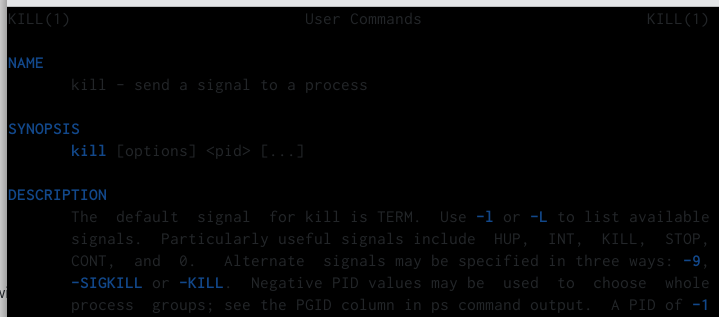 KILL(1) User Commands KILL(1)
NAME
kill - send a signal to a process
SYNOPSIS
kill [options] <pid> [...]
DESCRIPTION
The default signal for kill is TERM. Use -l or -L to list available
signals. Particularly useful signals include HUP, INT, KILL, STOP,
CONT, and 0. Alternate signals may be specified in three ways: -9,
-SIGKILL or -KILL. Negative PID values may be used to choose whole
process groups; see the PGID column in ps command output. A PID of -1